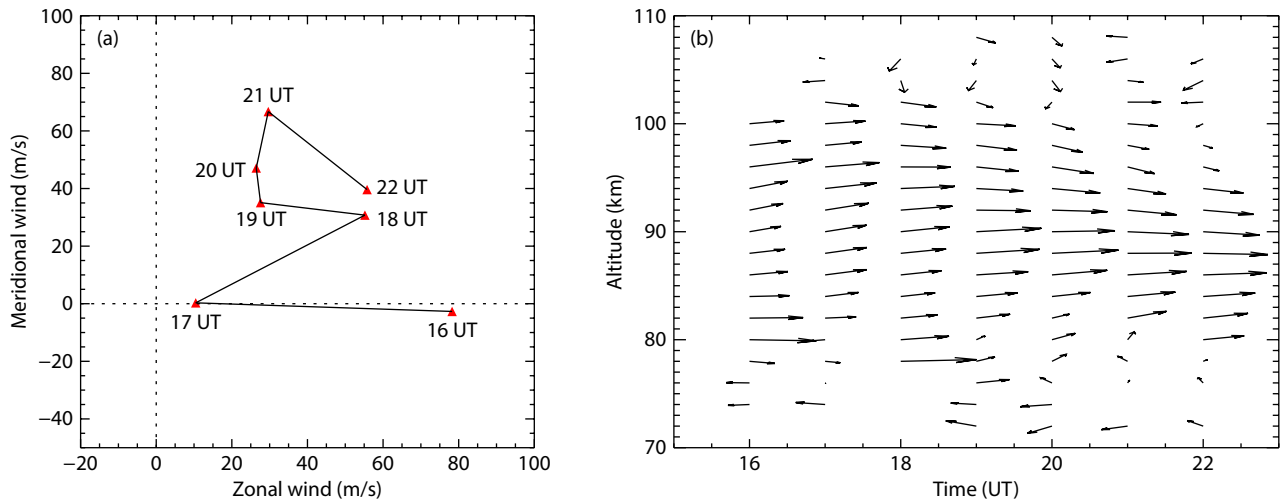 (a)
100
80
60
40
20
0
−20
−40
Meridional wind (m/s)
21 UT
20 UT
22 UT
19 UT
18 UT
17 UT
16 UT
−20 0 20 40 60 80 100
Zonal wind (m/s)
(b)
110
100
90
80
70
Altitude (km)
16 18 20 22
Time (UT)